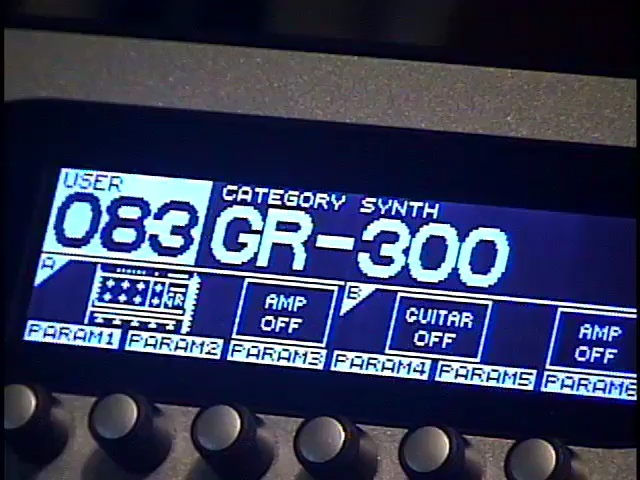 USER
CATEGORY SYNTH
083 GR-300
A
GR
AMP
OFF
B
GUITAR
OFF
AMP
OFF
PARAM1 PARAM2 PARAM3 PARAM4 PARAM5 PARAM6